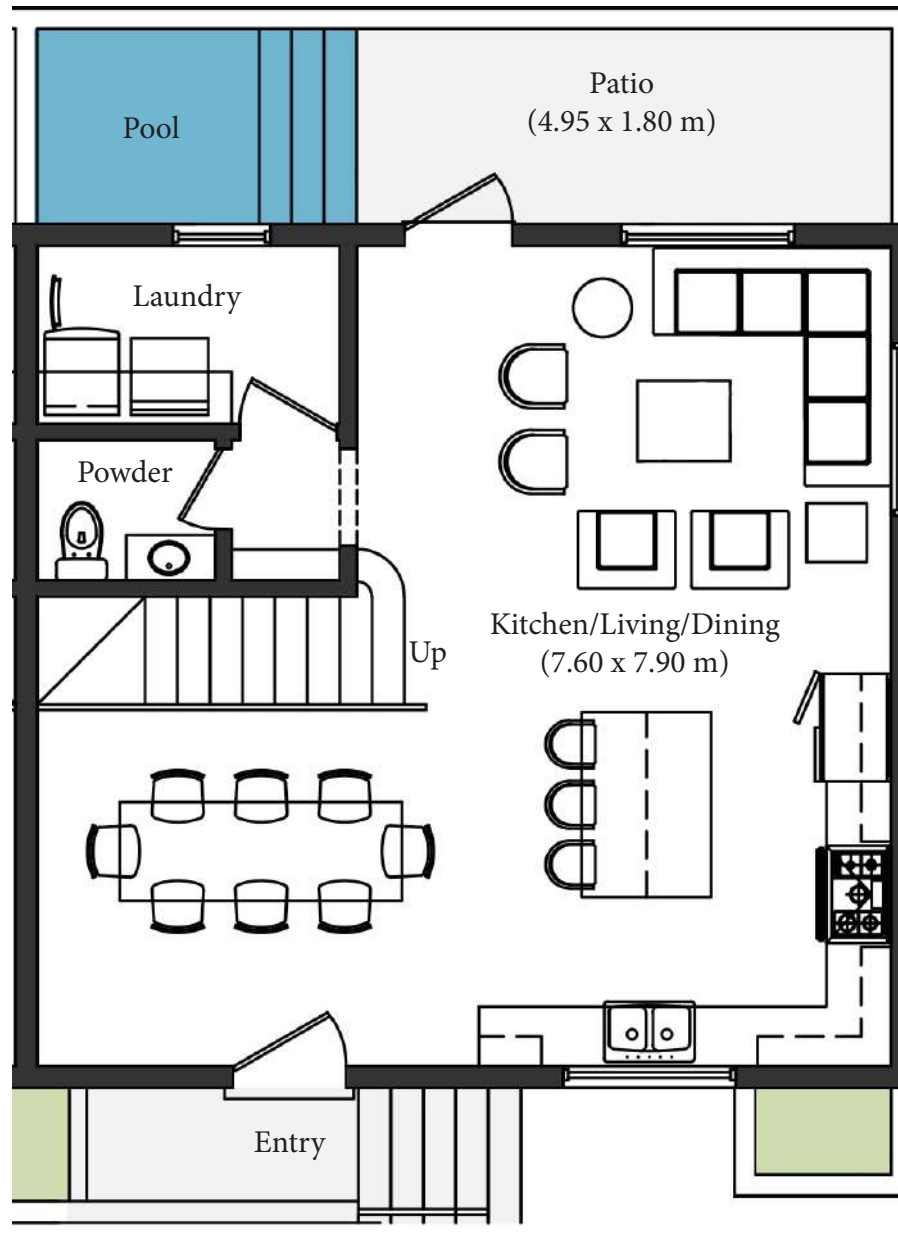 Patio
(4.95 x 1.80 m)
Pool
Laundry
Powder
Kitchen/Living/Dining
(7.60 x 7.90 m)
Up
Entry